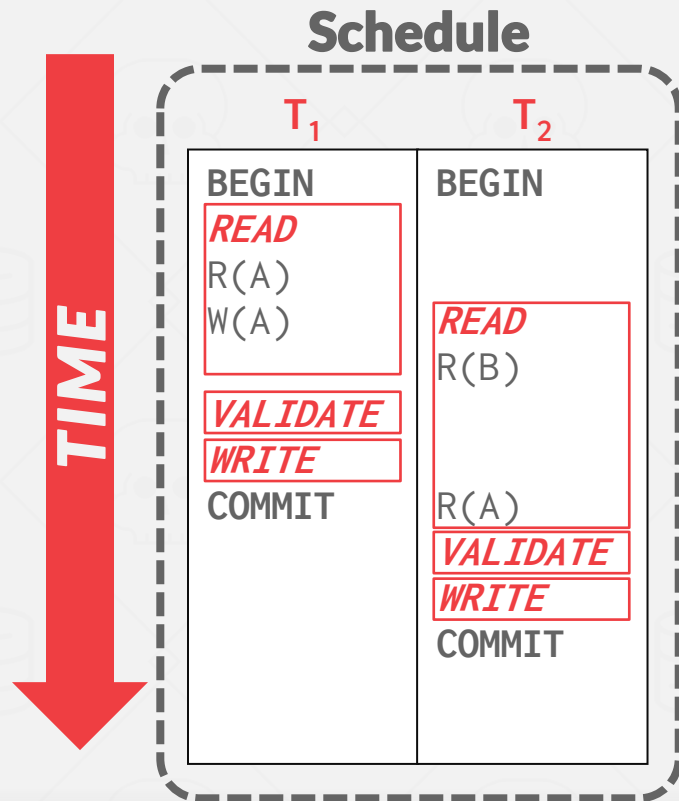 Schedule
TIME
T₁ T₂
BEGIN BEGIN
READ
R(A)
W(A) READ
R(B)
VALIDATE
WRITE
COMMIT R(A)
VALIDATE
WRITE
COMMIT